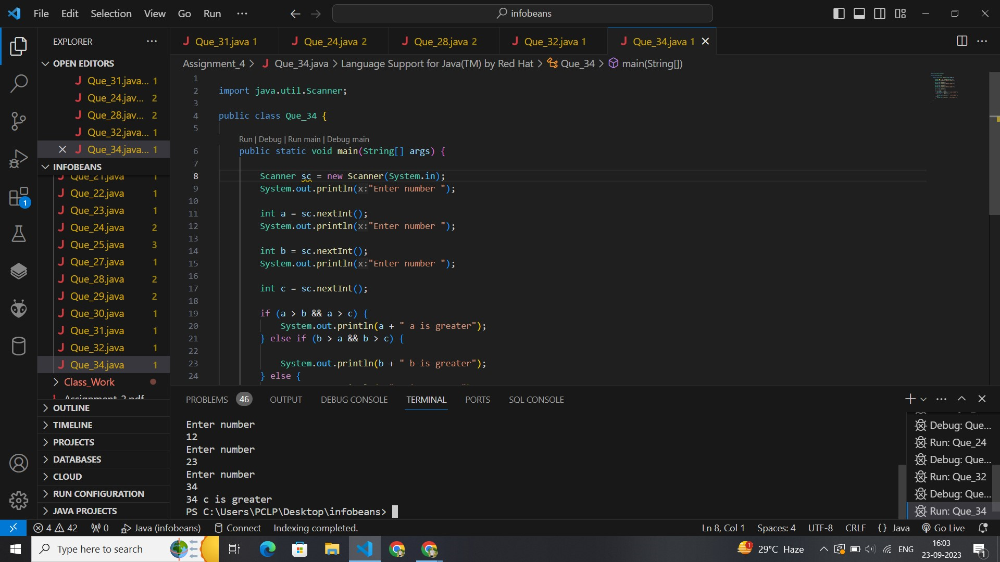 File Edit Selection View Go Run ··· infobeans
EXPLORER ···
OPEN EDITORS
Que_31.java... 1
Que_24.jav... 2
Que_28.jav... 2
Que_32.java... 1
Que_34.java... 1
INFOBEANS
Que_21.java 1
Que_22.java 1
Que_23.java 1
Que_24.java 2
Que_25.java 3
Que_27.java 1
Que_28.java 2
Que_29.java 2
Que_30.java 1
Que_31.java 1
Que_32.java 1
Que_34.java 1
Class_Work
Assignment_2.pdf
OUTLINE
TIMELINE
PROJECTS
DATABASES
CLOUD
RUN CONFIGURATION
JAVA PROJECTS
1
Que_31.java 1 Que_24.java 2 Que_28.java 2 Que_32.java 1 Que_34.java 1
Assignment_4 > Que_34.java > Language Support for Java(TM) by Red Hat > Que_34 > main(String[])
1
2 import java.util.Scanner;
3
4 public class Que_34 {
5
Run | Debug | Run main | Debug main
6 public static void main(String[] args) {
7
8 Scanner sc = new Scanner(System.in);
9 System.out.println(x:"Enter number ");
10
11 int a = sc.nextInt();
12 System.out.println(x:"Enter number ");
13
14 int b = sc.nextInt();
15 System.out.println(x:"Enter number ");
16
17 int c = sc.nextInt();
18
19 if (a > b && a > c) {
20 System.out.println(a + " a is greater");
21 } else if (b > a && b > c) {
22
23 System.out.println(b + " b is greater");
24 } else {
PROBLEMS 46 OUTPUT DEBUG CONSOLE TERMINAL PORTS SQL CONSOLE
Enter number
12
Enter number
23
Enter number
34
34 c is greater
PS C:\Users\PCLP\Desktop\infobeans>
Debug: Que...
Run: Que_24
Debug: Que...
Run: Que_32
Debug: Que...
Run: Que_34
4 42 0 Java (infobeans) Connect Indexing completed. Ln 8, Col 1 Spaces: 4 UTF-8 CRLF {} Java Go Live
Type here to search 1 29°C Haze ENG 16:03
23-09-2023 1